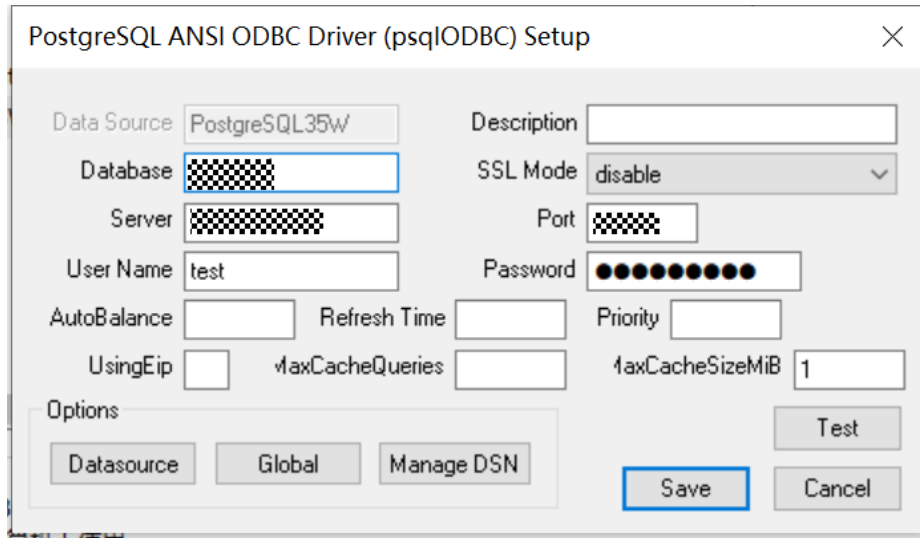 PostgreSQL ANSI ODBC Driver (psqlODBC) Setup
Data Source PostgreSQL35W Description
Database SSL Mode disable
Server Port
User Name test Password ●●●●●●●●●
AutoBalance Refresh Time Priority
UsingEip MaxCacheQueries MaxCacheSizeMiB 1
Options
Test
Datasource Global Manage DSN
Save Cancel